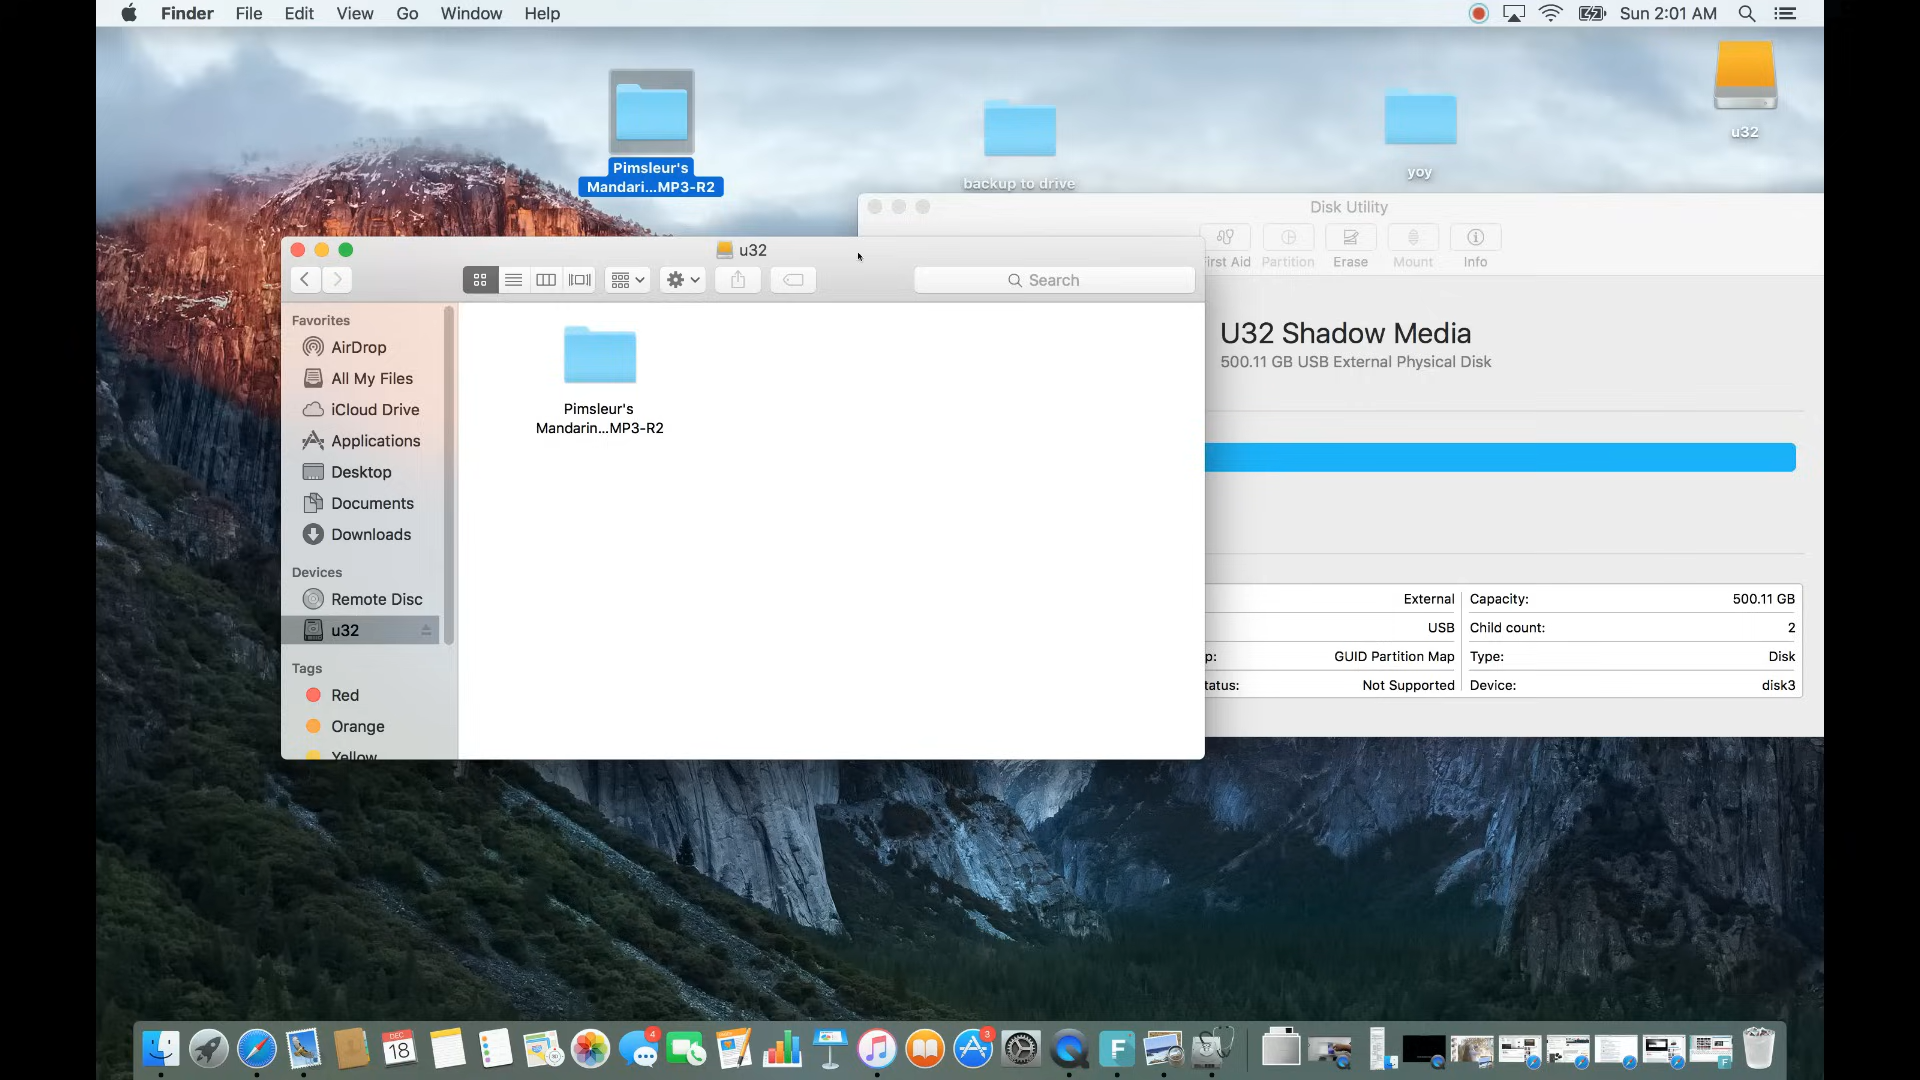 Finder File Edit View Go Window Help
Sun 2:01 AM
Pimsleur's
Mandari...MP3-R2
backup to drive
yoy
u32
Disk Utility
irst Aid Partition Erase Mount Info
u32
Search
Favorites
AirDrop
All My Files
iCloud Drive
Applications
Desktop
Documents
Downloads
Devices
Remote Disc
u32
Tags
Red
Orange
Yellow
Pimsleur's
Mandarin...MP3-R2
U32 Shadow Media
500.11 GB USB External Physical Disk
External Capacity: 500.11 GB
USB Child count: 2
p: GUID Partition Map Type: Disk
tatus: Not Supported Device: disk3
DEC
18
4
3
F